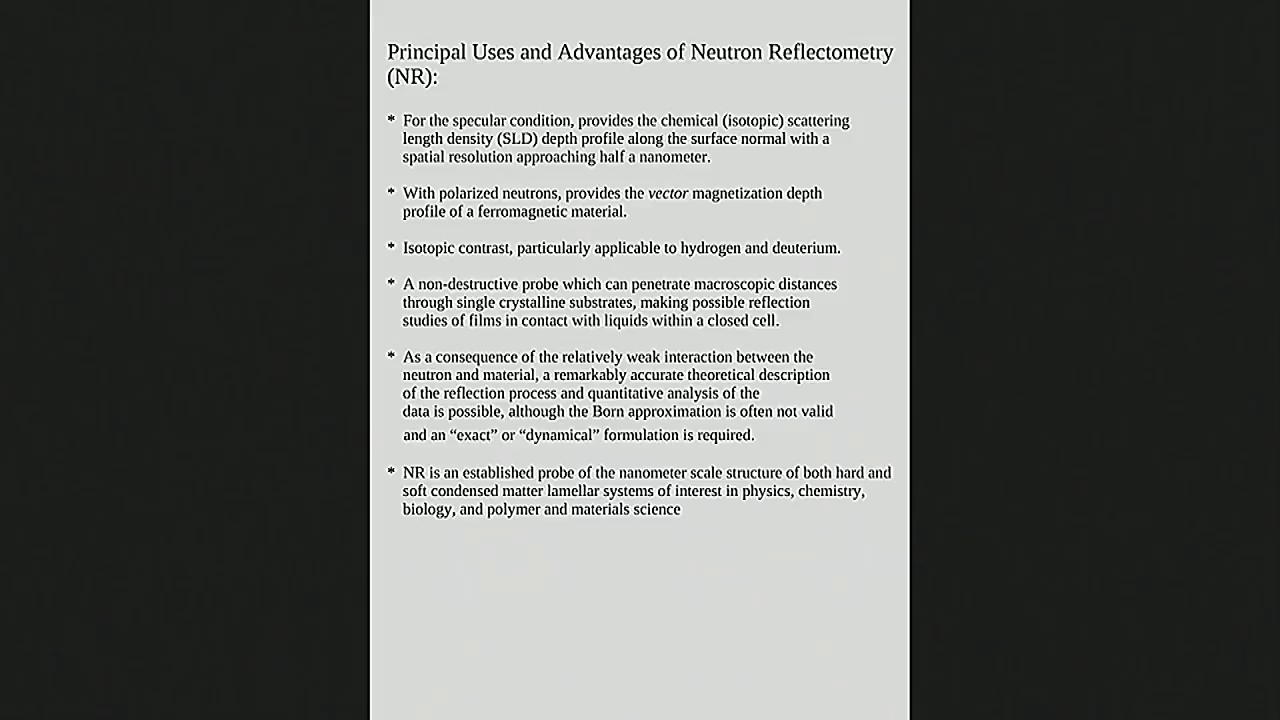 Principal Uses and Advantages of Neutron Reflectometry
(NR):
* For the specular condition, provides the chemical (isotopic) scattering
length density (SLD) depth profile along the surface normal with a
spatial resolution approaching half a nanometer.
* With polarized neutrons, provides the vector magnetization depth
profile of a ferromagnetic material.
* Isotopic contrast, particularly applicable to hydrogen and deuterium.
* A non-destructive probe which can penetrate macroscopic distances
through single crystalline substrates, making possible reflection
studies of films in contact with liquids within a closed cell.
* As a consequence of the relatively weak interaction between the
neutron and material, a remarkably accurate theoretical description
of the reflection process and quantitative analysis of the
data is possible, although the Born approximation is often not valid
and an “exact” or “dynamical” formulation is required.
* NR is an established probe of the nanometer scale structure of both hard and
soft condensed matter lamellar systems of interest in physics, chemistry,
biology, and polymer and materials science